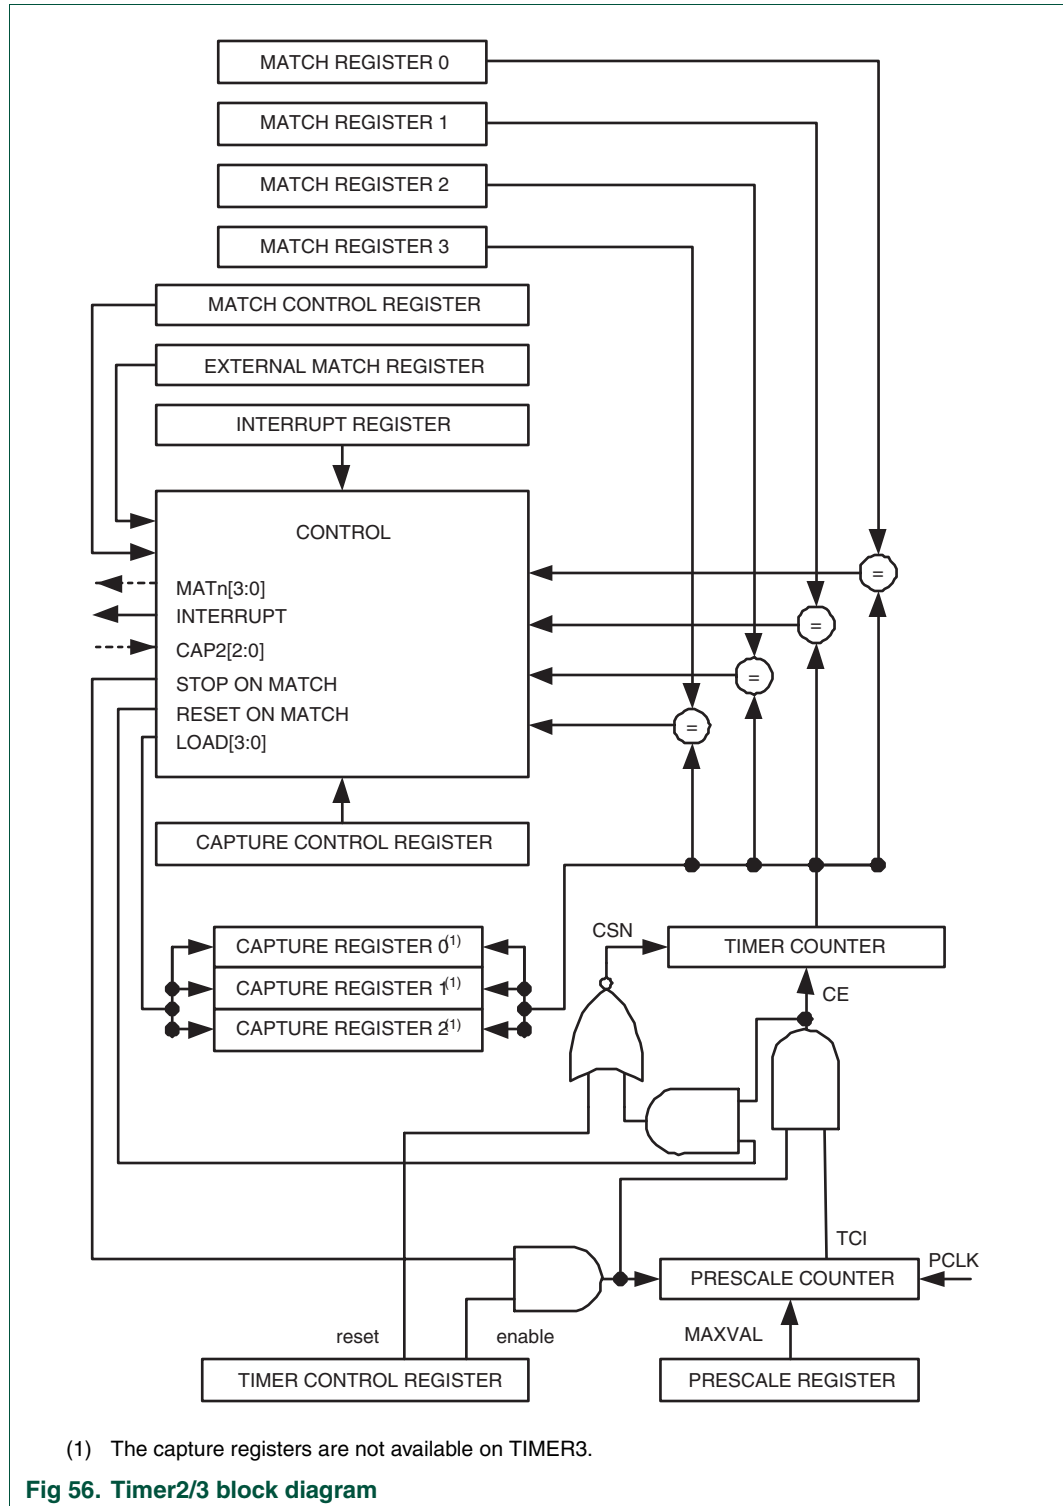 MATCH REGISTER 0
MATCH REGISTER 1
MATCH REGISTER 2
MATCH REGISTER 3
MATCH CONTROL REGISTER
EXTERNAL MATCH REGISTER
INTERRUPT REGISTER
CONTROL
MATn[3:0]
INTERRUPT
CAP2[2:0]
STOP ON MATCH
RESET ON MATCH
LOAD[3:0]
=
=
=
=
CAPTURE CONTROL REGISTER
CSN
CAPTURE REGISTER 0(1)
TIMER COUNTER
CAPTURE REGISTER 1(1)
CE
CAPTURE REGISTER 2(1)
TCI
PCLK
PRESCALE COUNTER
reset
enable
MAXVAL
TIMER CONTROL REGISTER
PRESCALE REGISTER
(1) The capture registers are not available on TIMER3.
Fig 56. Timer2/3 block diagram